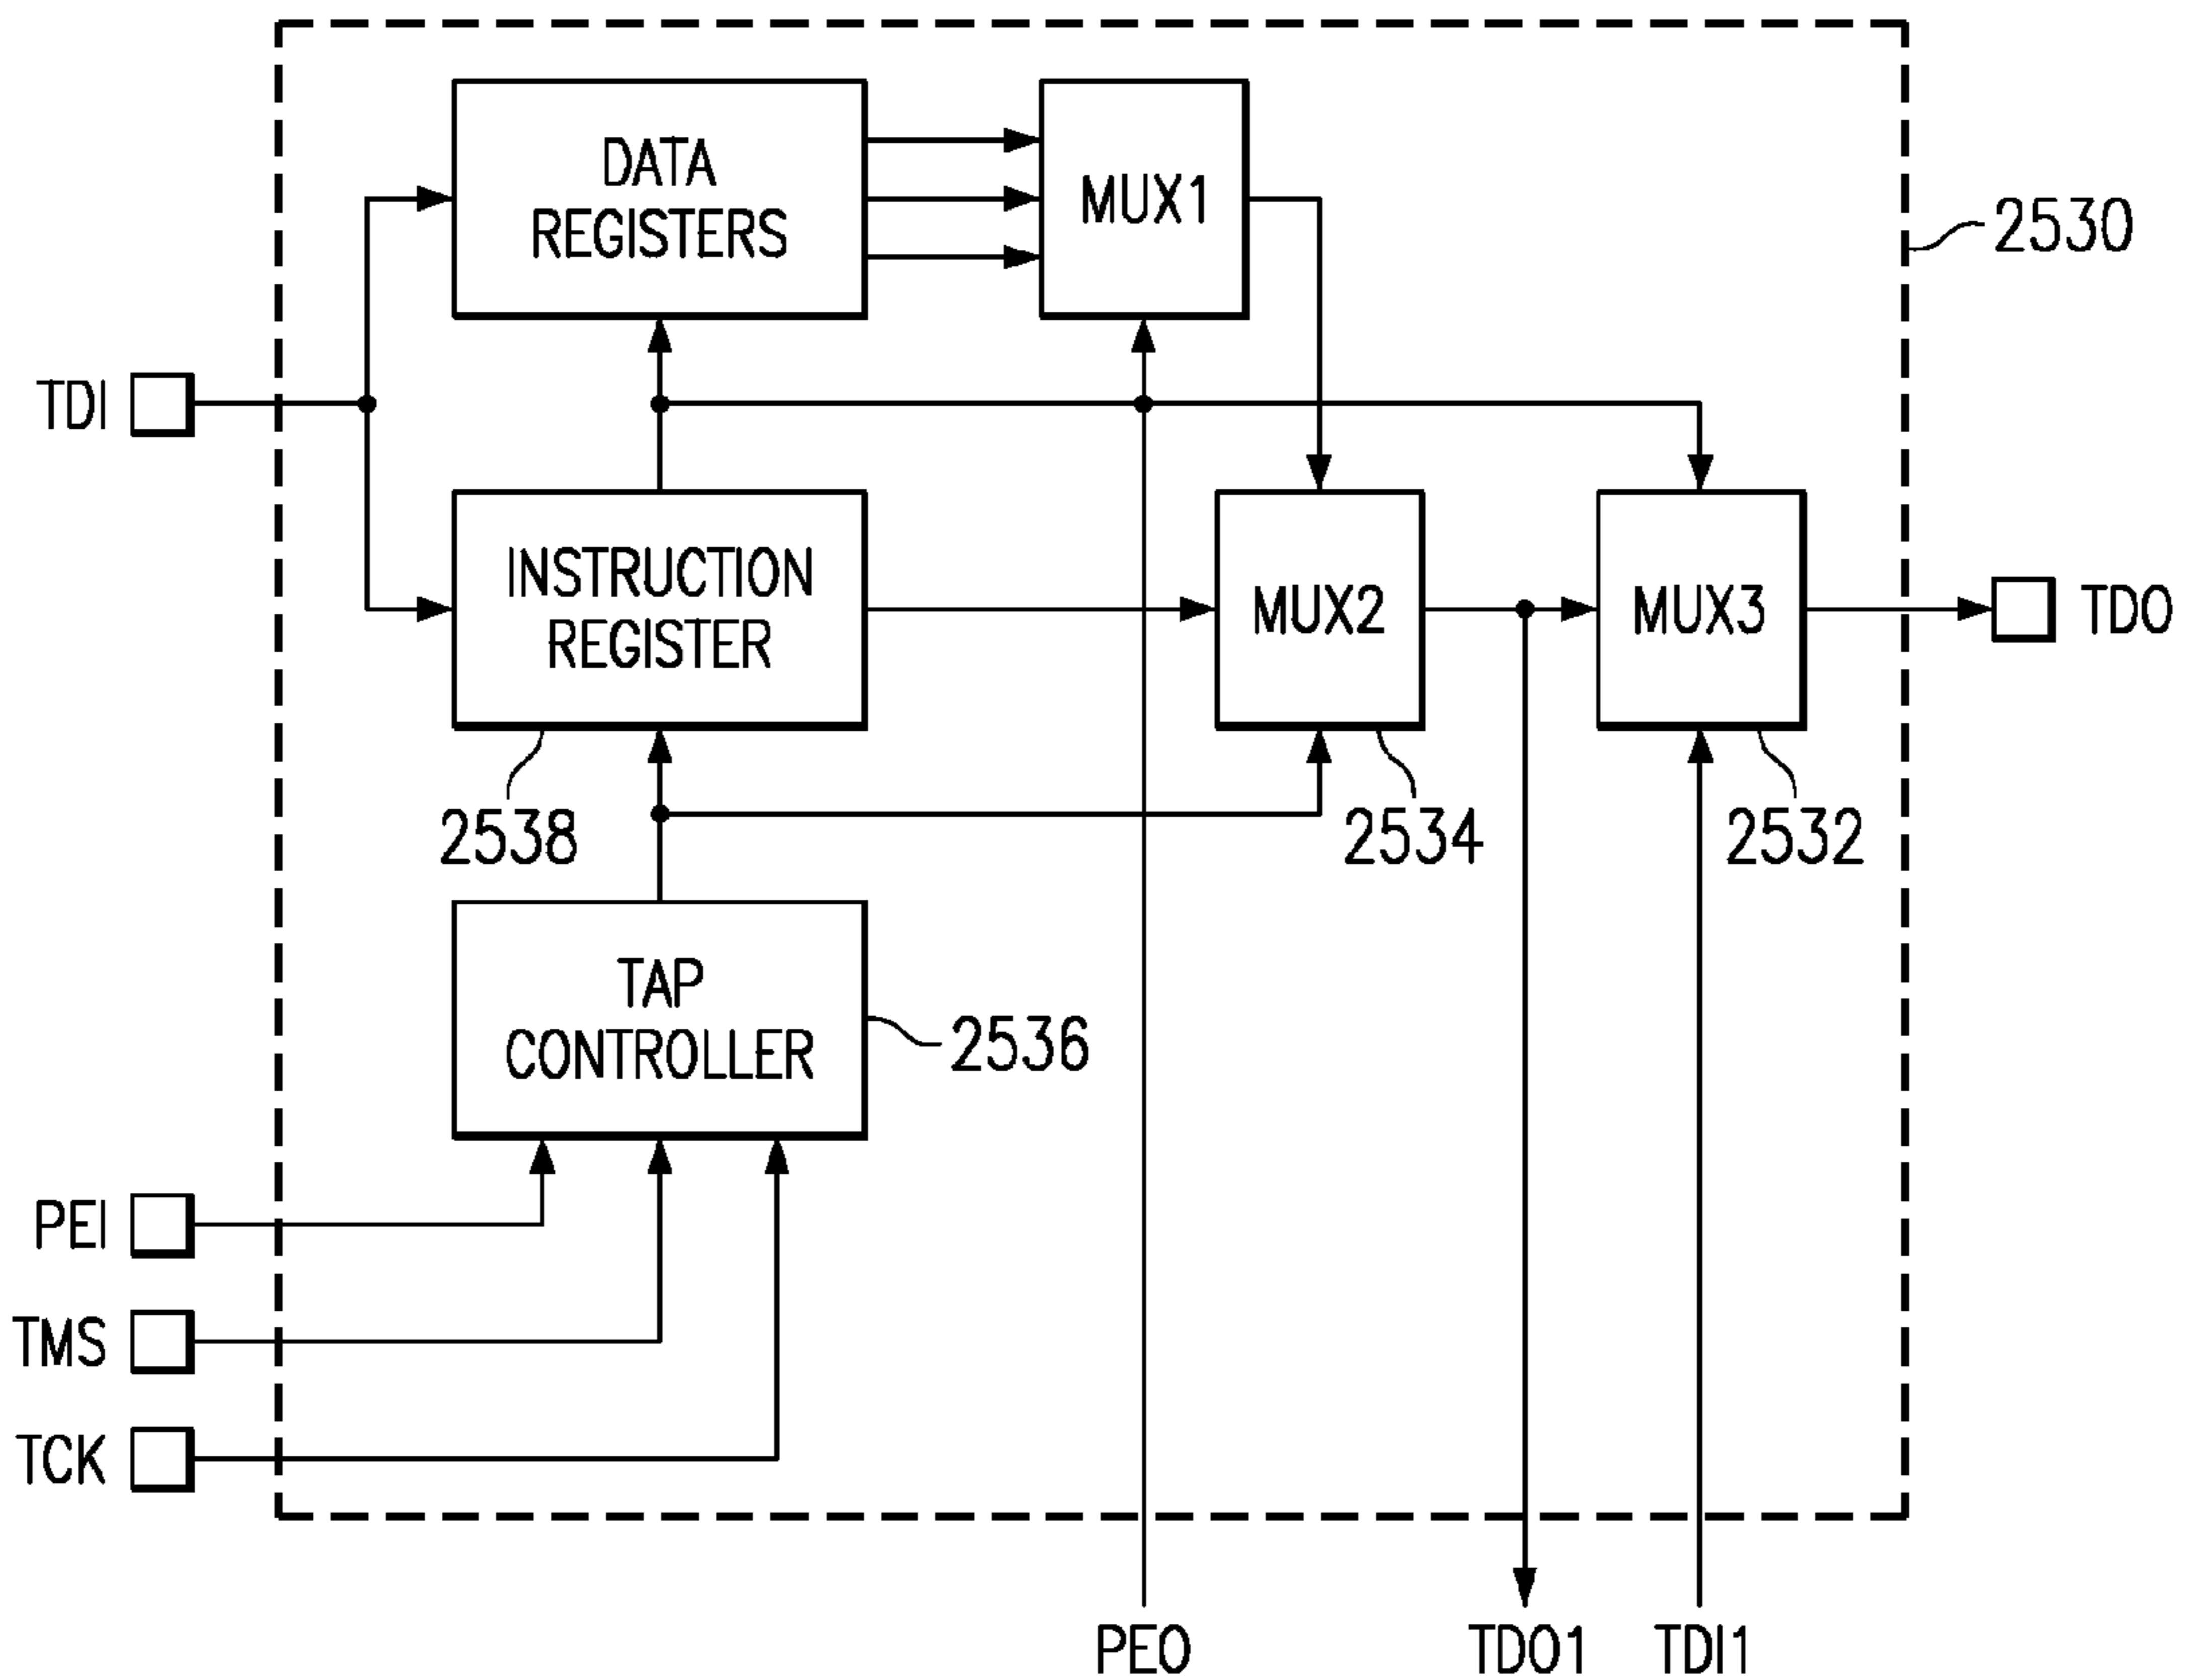 DATA
REGISTERS
MUX1
2530
TDI
INSTRUCTION
REGISTER
MUX2
MUX3
TDO
2538
2534
2532
TAP
CONTROLLER
2536
PEI
TMS
TCK
PEO
TDO1
TDI1